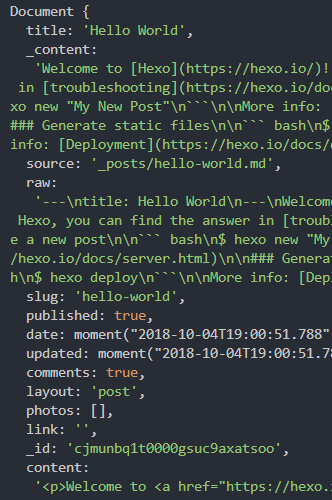 Document {
title: 'Hello World',
_content:
'Welcome to [Hexo](https://hexo.io/)!
in [troubleshooting](https://hexo.io/doc
xo new "My New Post"\n```\n\nMore info:
### Generate static files\n\n``` bash\n$
info: [Deployment](https://hexo.io/docs/
source: '_posts/hello-world.md',
raw:
'---\ntitle: Hello World\n---\nWelcome
Hexo, you can find the answer in [troubl
e a new post\n\n``` bash\n$ hexo new "My
/hexo.io/docs/server.html)\n\n### Genera
h\n$ hexo deploy\n```\n\nMore info: [Dep
slug: 'hello-world',
published: true,
date: moment("2018-10-04T19:00:51.788"
updated: moment("2018-10-04T19:00:51.78
comments: true,
layout: 'post',
photos: [],
link: '',
_id: 'cjmunbq1t0000gsuc9axatsoo',
content:
'<p>Welcome to <a href="https://hexo.i